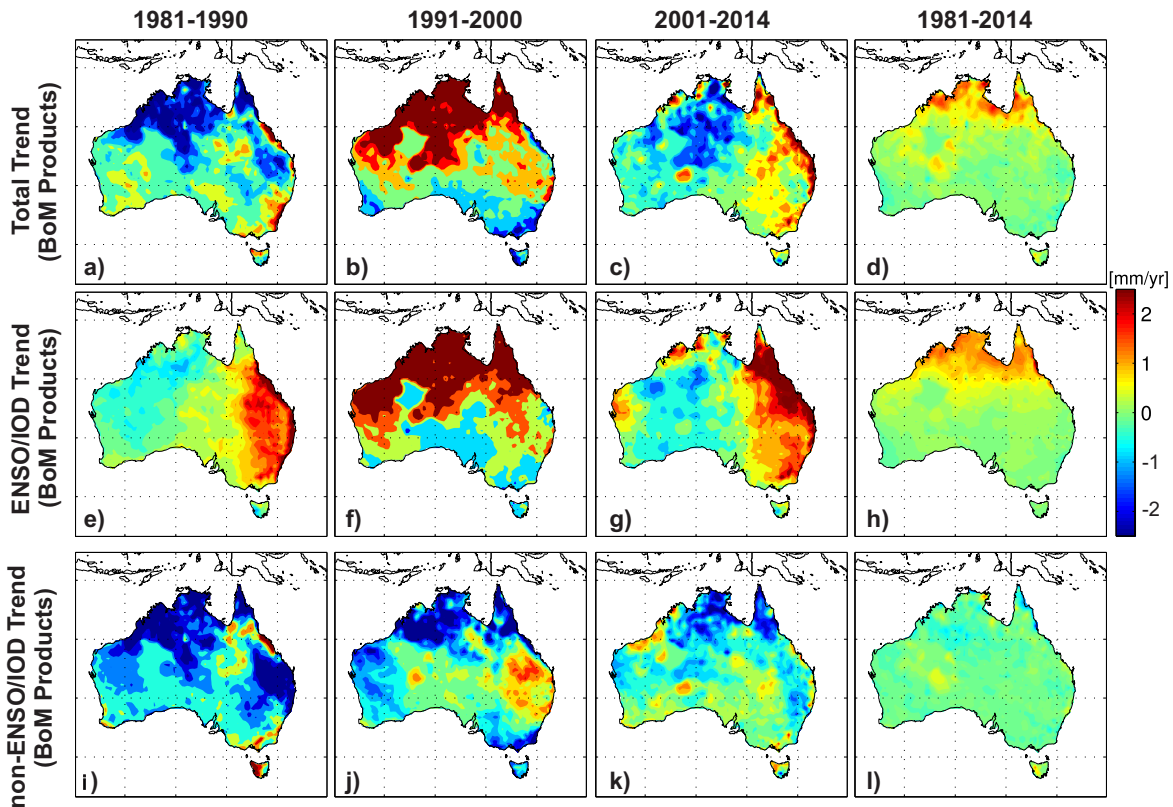 1981-1990 1991-2000 2001-2014 1981-2014
Total Trend
(BoM Products)
a) b) c) d)
[mm/yr]
2
1
0
-1
-2
ENSO/IOD Trend
(BoM Products)
e) f) g) h)
non-ENSO/IOD Trend
(BoM Products)
i) j) k) l)